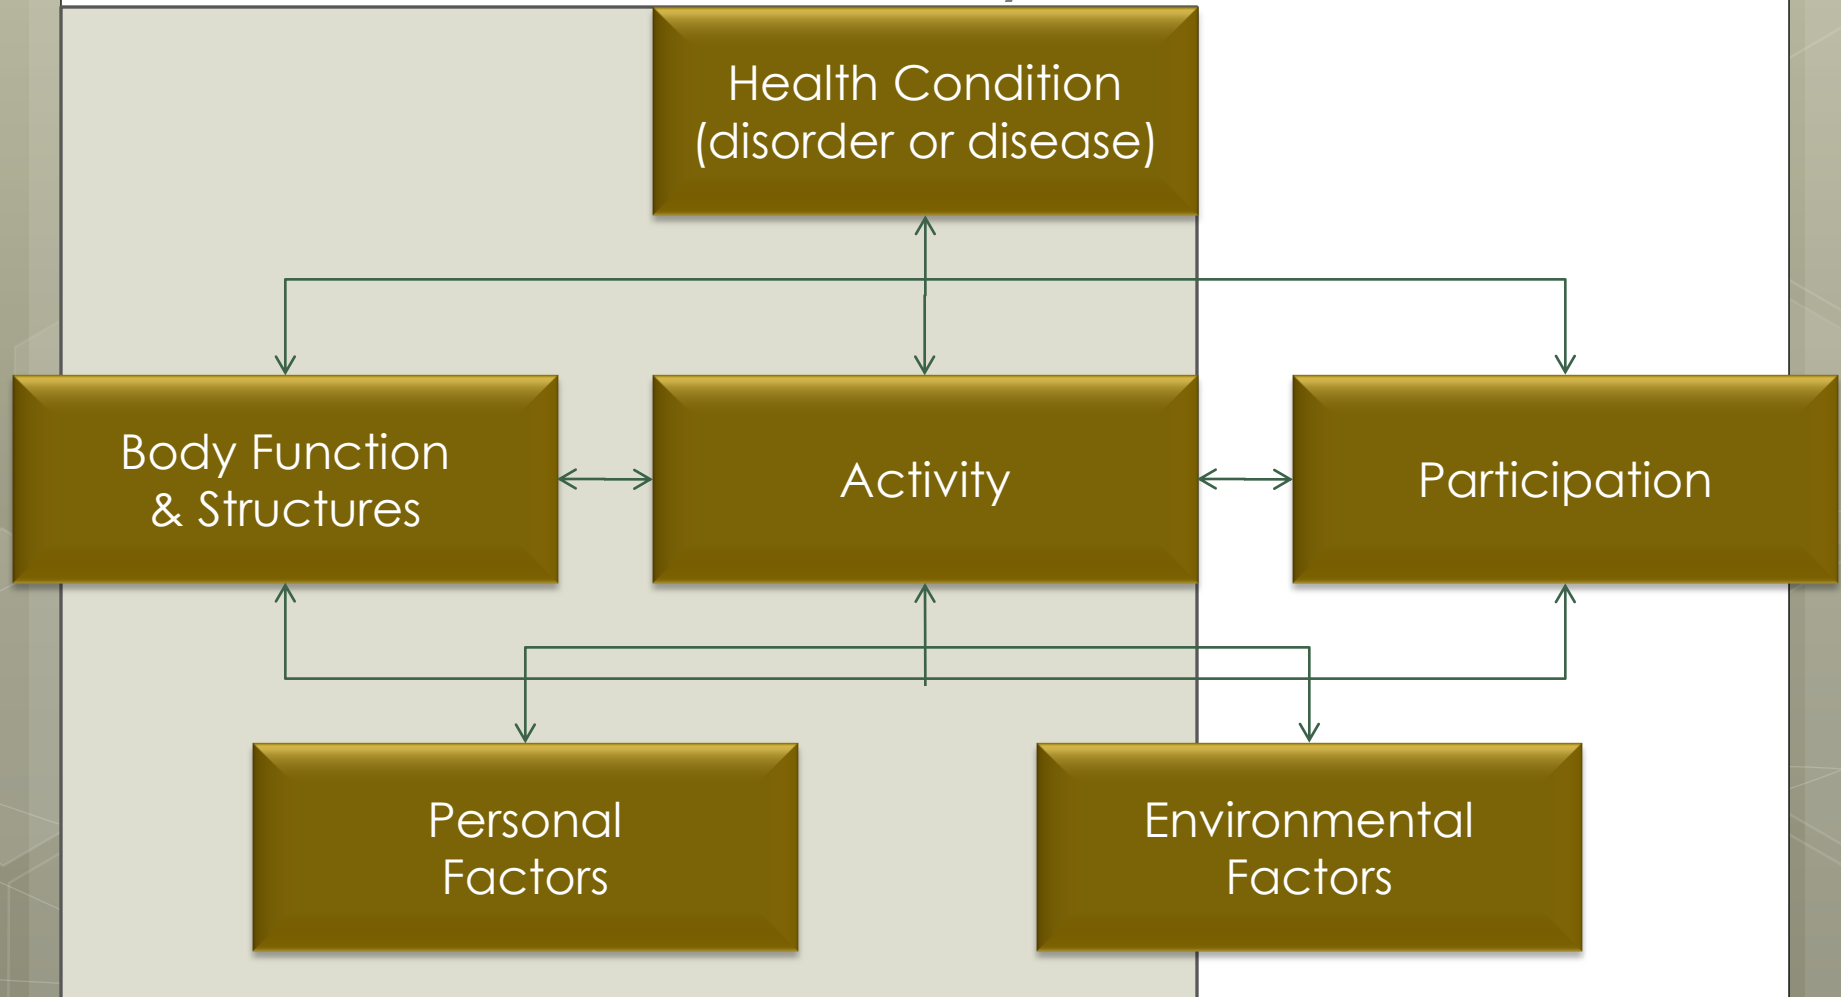 Health Condition
(disorder or disease)
Body Function
& Structures
Activity
Participation
Personal
Factors
Environmental
Factors